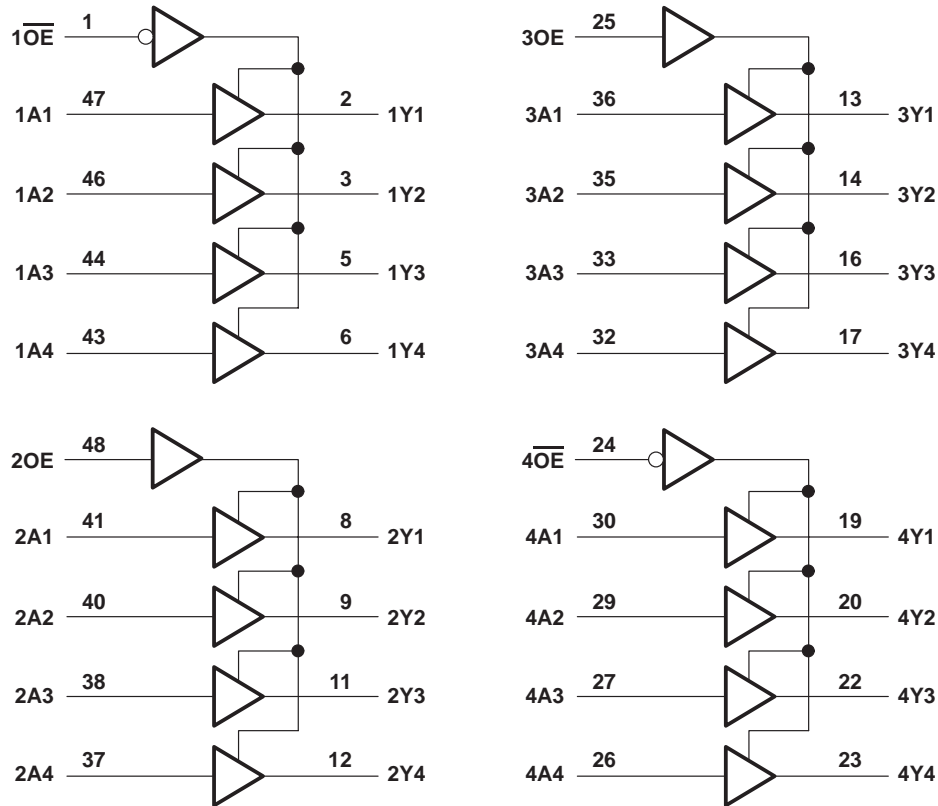 1O̅E̅ 1
1A1 47 2 1Y1
1A2 46 3 1Y2
1A3 44 5 1Y3
1A4 43 6 1Y4
3OE 25
3A1 36 13 3Y1
3A2 35 14 3Y2
3A3 33 16 3Y3
3A4 32 17 3Y4
2OE 48
2A1 41 8 2Y1
2A2 40 9 2Y2
2A3 38 11 2Y3
2A4 37 12 2Y4
4O̅E̅ 24
4A1 30 19 4Y1
4A2 29 20 4Y2
4A3 27 22 4Y3
4A4 26 23 4Y4